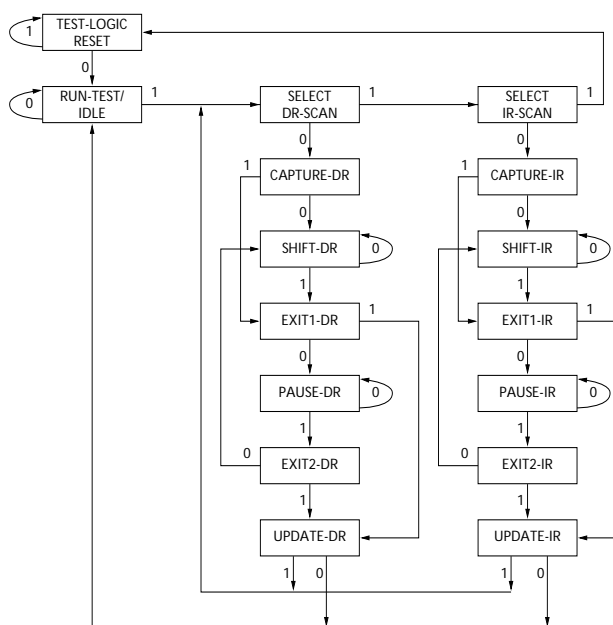 TEST-LOGIC
RESET
1
0
RUN-TEST/
IDLE
0
1
SELECT
DR-SCAN
1
SELECT
IR-SCAN
1
0
0
CAPTURE-DR
1
CAPTURE-IR
1
0
0
SHIFT-DR
0
SHIFT-IR
0
1
1
EXIT1-DR
1
EXIT1-IR
1
0
0
PAUSE-DR
0
PAUSE-IR
0
1
1
0
EXIT2-DR
0
EXIT2-IR
1
1
UPDATE-DR
UPDATE-IR
1
0
1
0